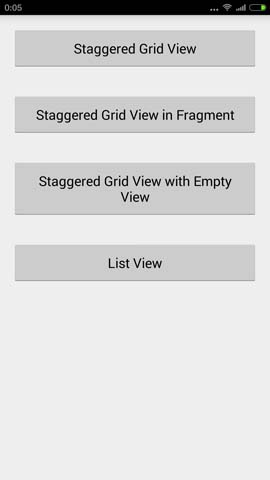 0:05
Staggered Grid View
Staggered Grid View in Fragment
Staggered Grid View with Empty
View
List View